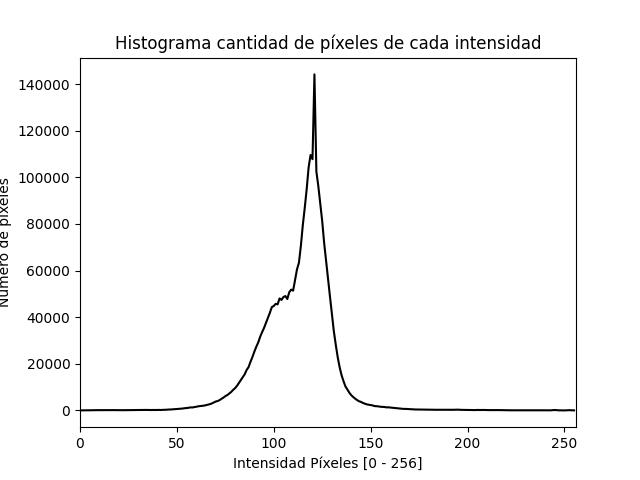 Histograma cantidad de píxeles de cada intensidad
140000
120000
100000
80000
60000
40000
20000
0
Número de píxeles
0 50 100 150 200 250
Intensidad Píxeles [0 - 256]